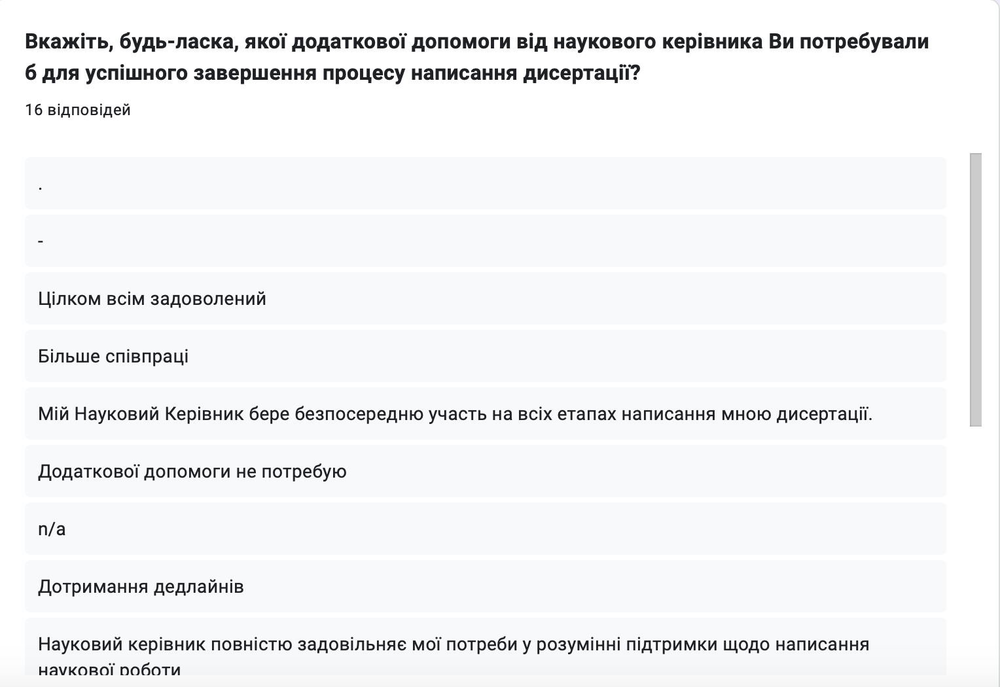 Вкажіть, будь-ласка, якої додаткової допомоги від наукового керівника Ви потребували
б для успішного завершення процесу написання дисертації?
16 відповідей
.
-
Цілком всім задоволений
Більше співпраці
Мій Науковий Керівник бере безпосередню участь на всіх етапах написання мною дисертації.
Додаткової допомоги не потребую
n/a
Дотримання дедлайнів
Науковий керівник повністю задовільняє мої потреби у розумінні підтримки щодо написання
наукової роботи